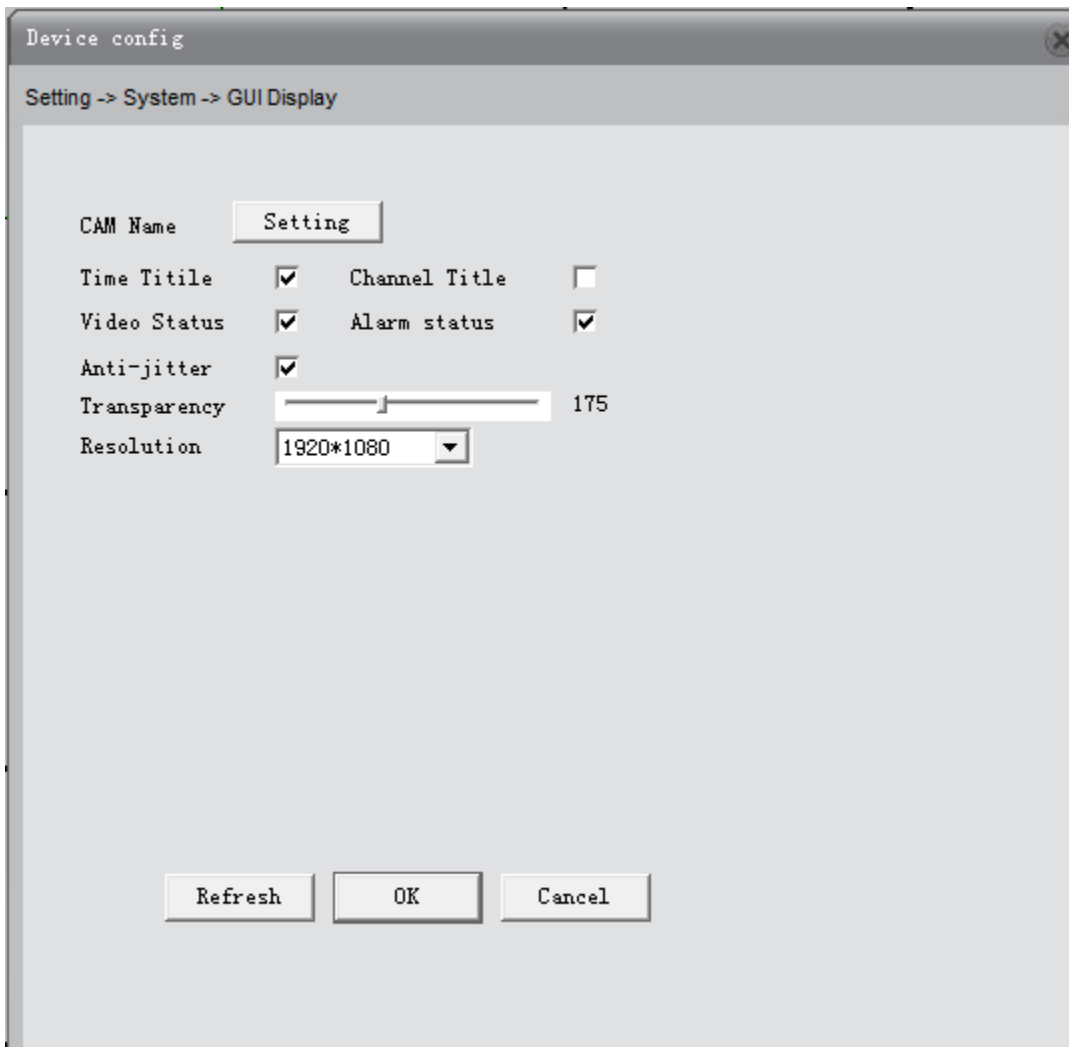 Device config
Setting -> System -> GUI Display
CAM Name Setting
Time Titile Channel Title
Video Status Alarm status
Anti-jitter
Transparency 175
Resolution 1920*1080
Refresh OK Cancel